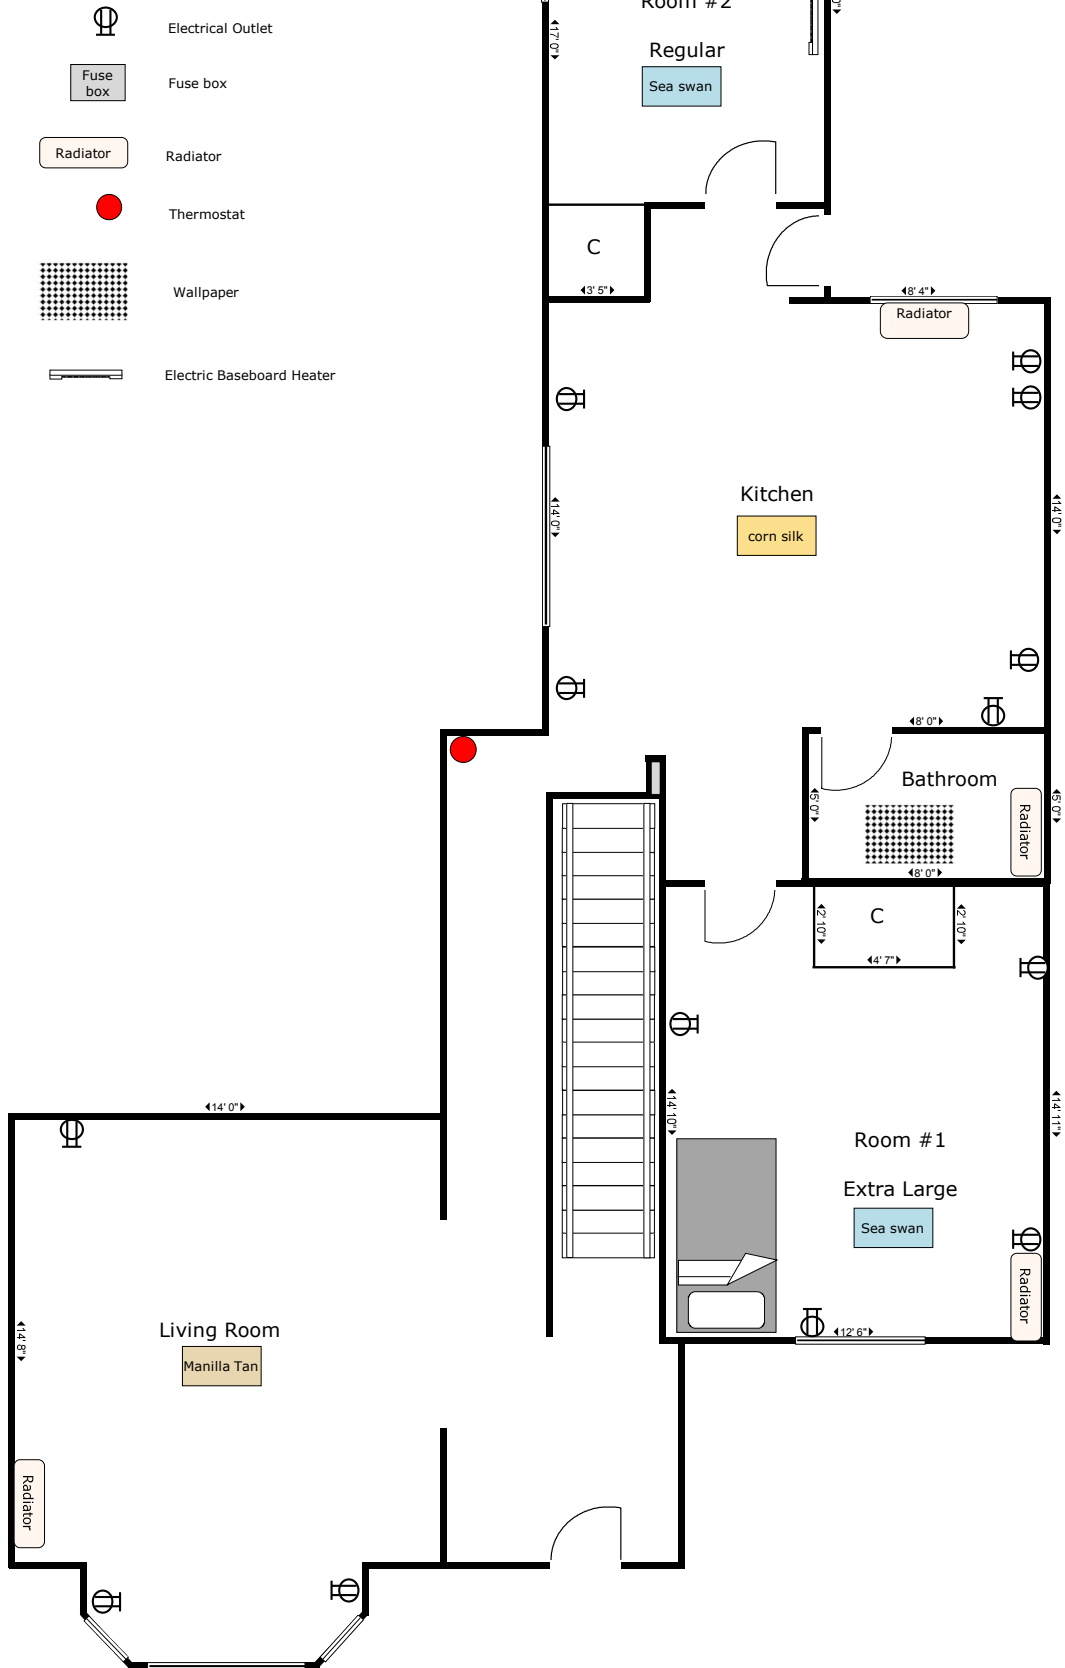 Room #2
Electrical Outlet
17' 0"
Regular
Fuse
box
Fuse box
Sea swan
Radiator
Radiator
Thermostat
C
3' 5"
8' 4"
Radiator
Wallpaper
Electric Baseboard Heater
Kitchen
14' 0"
14' 0"
corn silk
8' 0"
Bathroom
5' 0"
5' 0"
Radiator
8' 0"
2' 10"
C
2' 10"
4' 7"
14' 0"
14' 10"
14' 11"
Room #1
Extra Large
Sea swan
Radiator
12' 6"
Living Room
14' 8"
Manilla Tan
Radiator